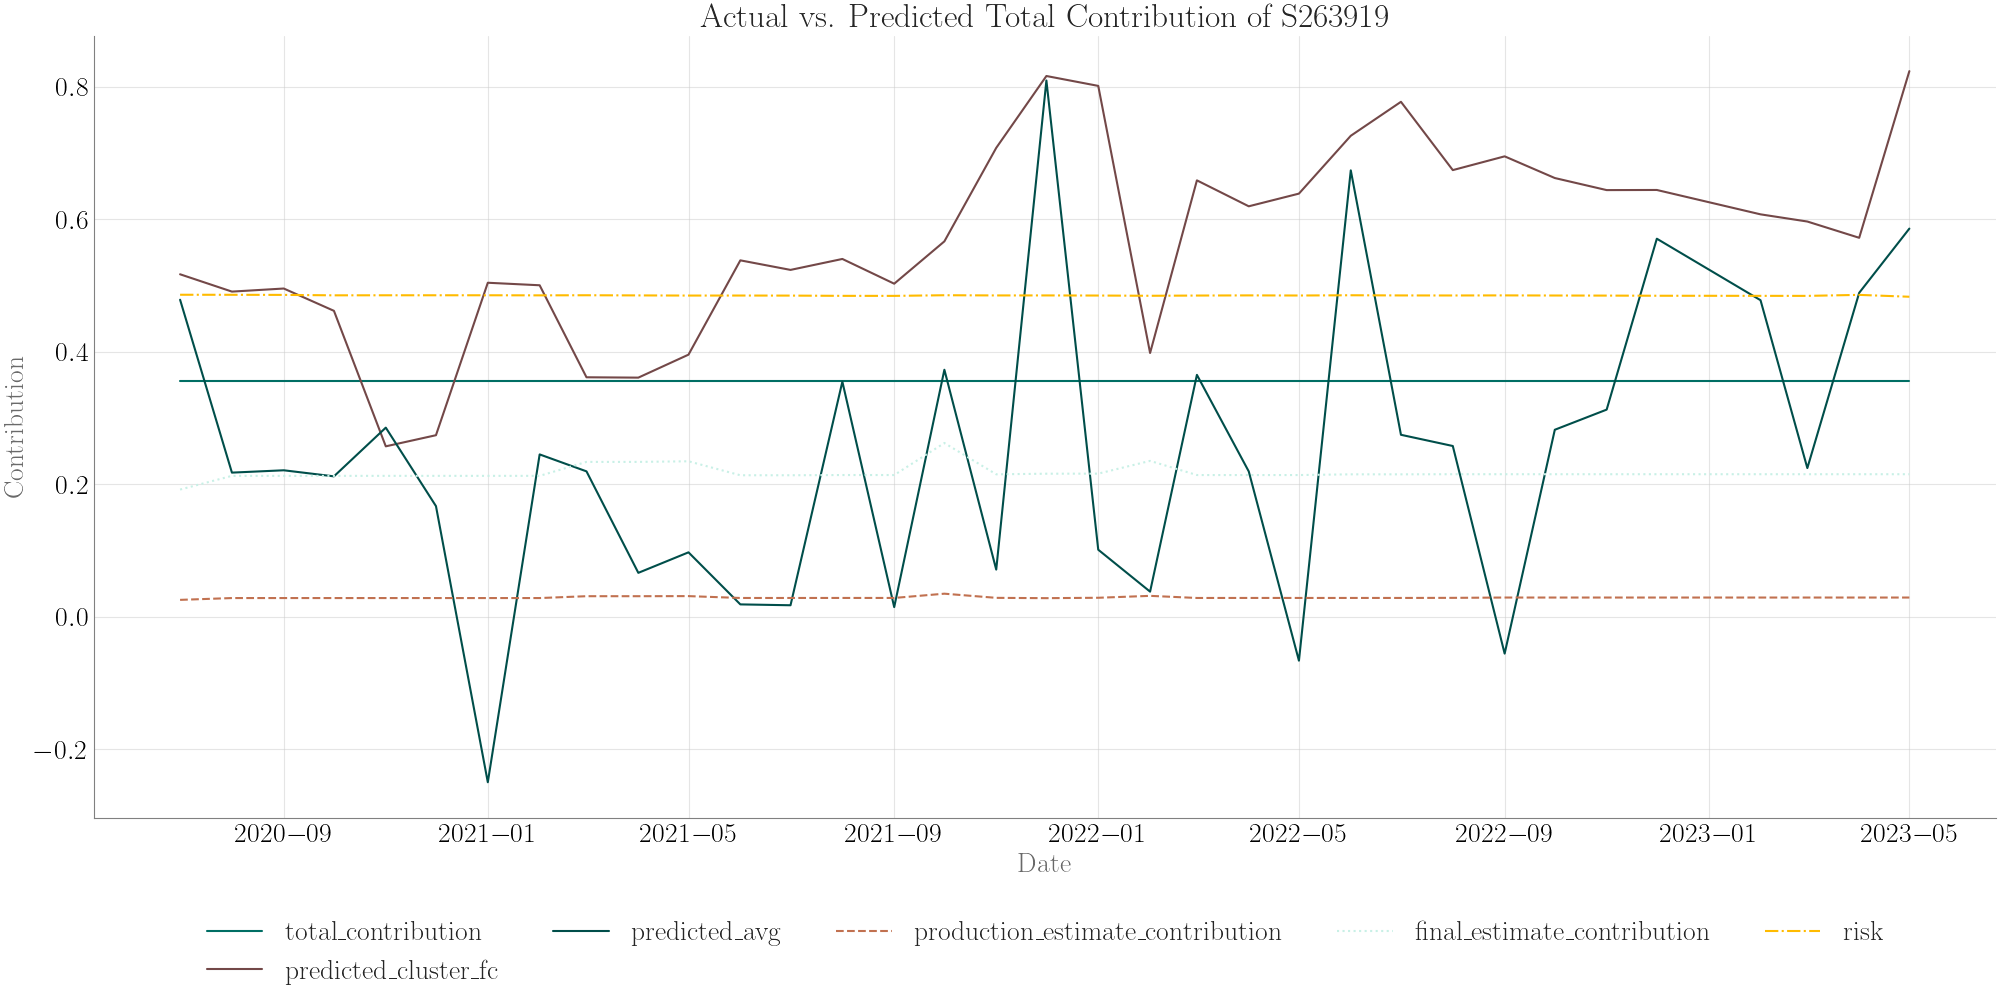 Actual vs. Predicted Total Contribution of S263919
0.8
0.6
0.4
0.2
0.0
−0.2
Contribution
2020−09 2021−01 2021−05 2021−09 2022−01 2022−05 2022−09 2023−01 2023−05
Date
total_contribution predicted_avg production_estimate_contribution final_estimate_contribution risk
predicted_cluster_fc